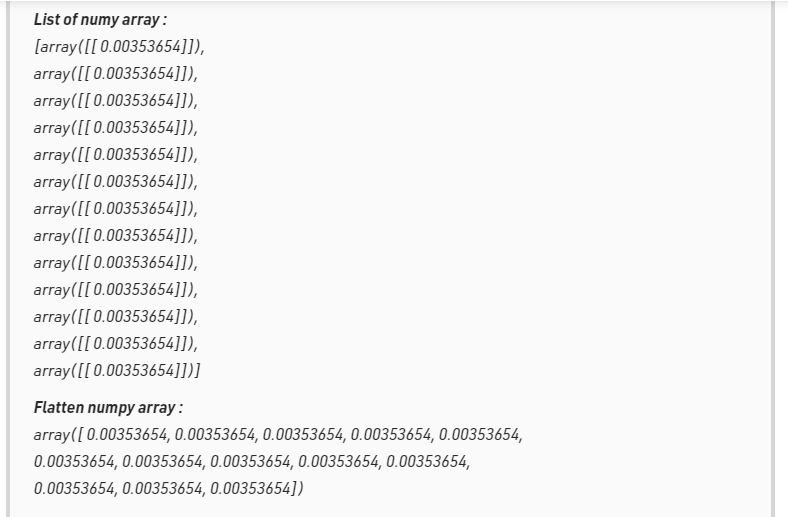 List of numy array :
[array([[ 0.00353654]]),
array([[ 0.00353654]]),
array([[ 0.00353654]]),
array([[ 0.00353654]]),
array([[ 0.00353654]]),
array([[ 0.00353654]]),
array([[ 0.00353654]]),
array([[ 0.00353654]]),
array([[ 0.00353654]]),
array([[ 0.00353654]]),
array([[ 0.00353654]]),
array([[ 0.00353654]]),
array([[ 0.00353654]])]
Flatten numpy array :
array([ 0.00353654, 0.00353654, 0.00353654, 0.00353654, 0.00353654,
0.00353654, 0.00353654, 0.00353654, 0.00353654, 0.00353654,
0.00353654, 0.00353654, 0.00353654])